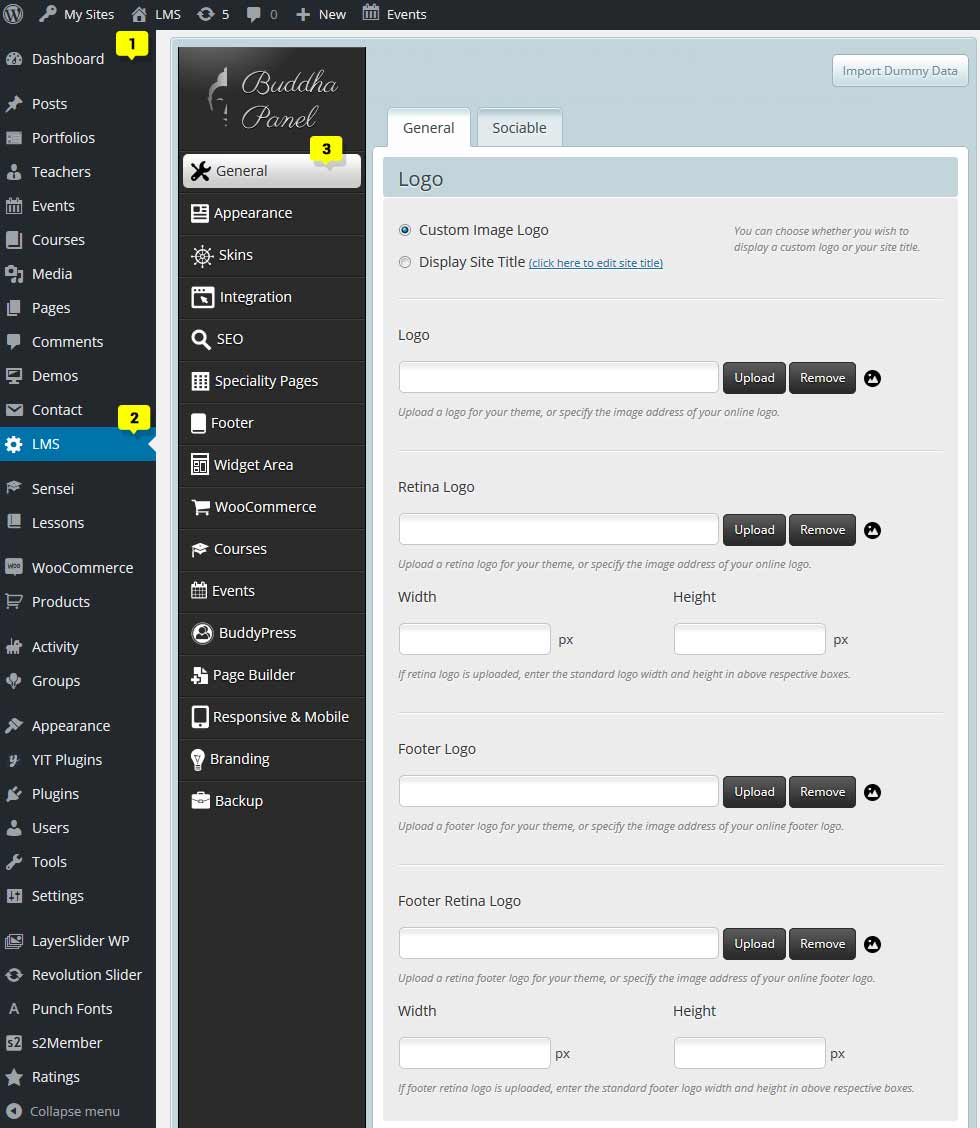 My Sites LMS 5 0 New Events
1
Dashboard
Posts
Portfolios
Teachers
Events
Courses
Media
Pages
Comments
Demos
Contact
2
LMS
Sensei
Lessons
WooCommerce
Products
Activity
Groups
Appearance
YIT Plugins
Plugins
Users
Tools
Settings
LayerSlider WP
Revolution Slider
Punch Fonts
s2Member
Ratings
Collapse menu
Buddha
Panel
3
General
Appearance
Skins
Integration
SEO
Speciality Pages
Footer
Widget Area
WooCommerce
Courses
Events
BuddyPress
Page Builder
Responsive & Mobile
Branding
Backup
Import Dummy Data
General Sociable
Logo
Custom Image Logo
Display Site Title (click here to edit site title)
You can choose whether you wish to
display a custom logo or your site title.
Logo
Upload Remove
Upload a logo for your theme, or specify the image address of your online logo.
Retina Logo
Upload Remove
Upload a retina logo for your theme, or specify the image address of your online logo.
Width Height
px px
If retina logo is uploaded, enter the standard logo width and height in above respective boxes.
Footer Logo
Upload Remove
Upload a footer logo for your theme, or specify the image address of your online footer logo.
Footer Retina Logo
Upload Remove
Upload a retina footer logo for your theme, or specify the image address of your online footer logo.
Width Height
px px
If footer retina logo is uploaded, enter the standard footer logo width and height in above respective boxes.